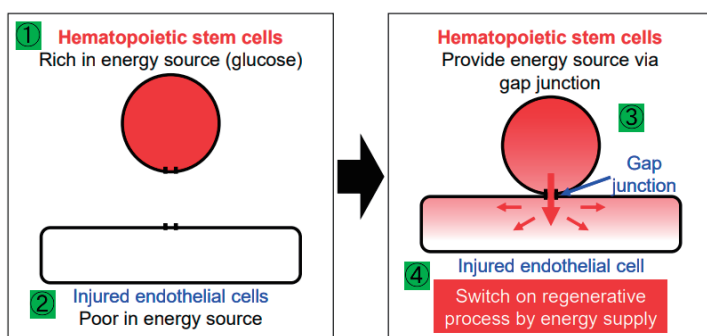 ①
Hematopoietic stem cells
Rich in energy source (glucose)
②
Injured endothelial cells
Poor in energy source
Hematopoietic stem cells
Provide energy source via
gap junction
③
Gap
junction
④
Injured endothelial cell
Switch on regenerative
process by energy supply